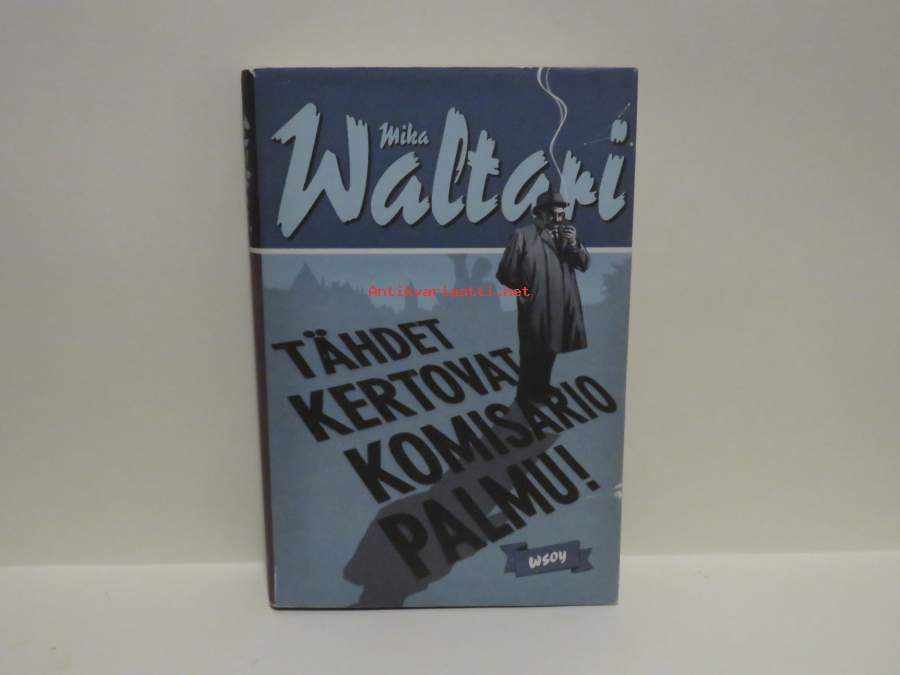 Mika
Waltari
Antikvariaatti.net
TÄHDET
KERTOVAT
KOMISARIO
PALMU!
WSOY